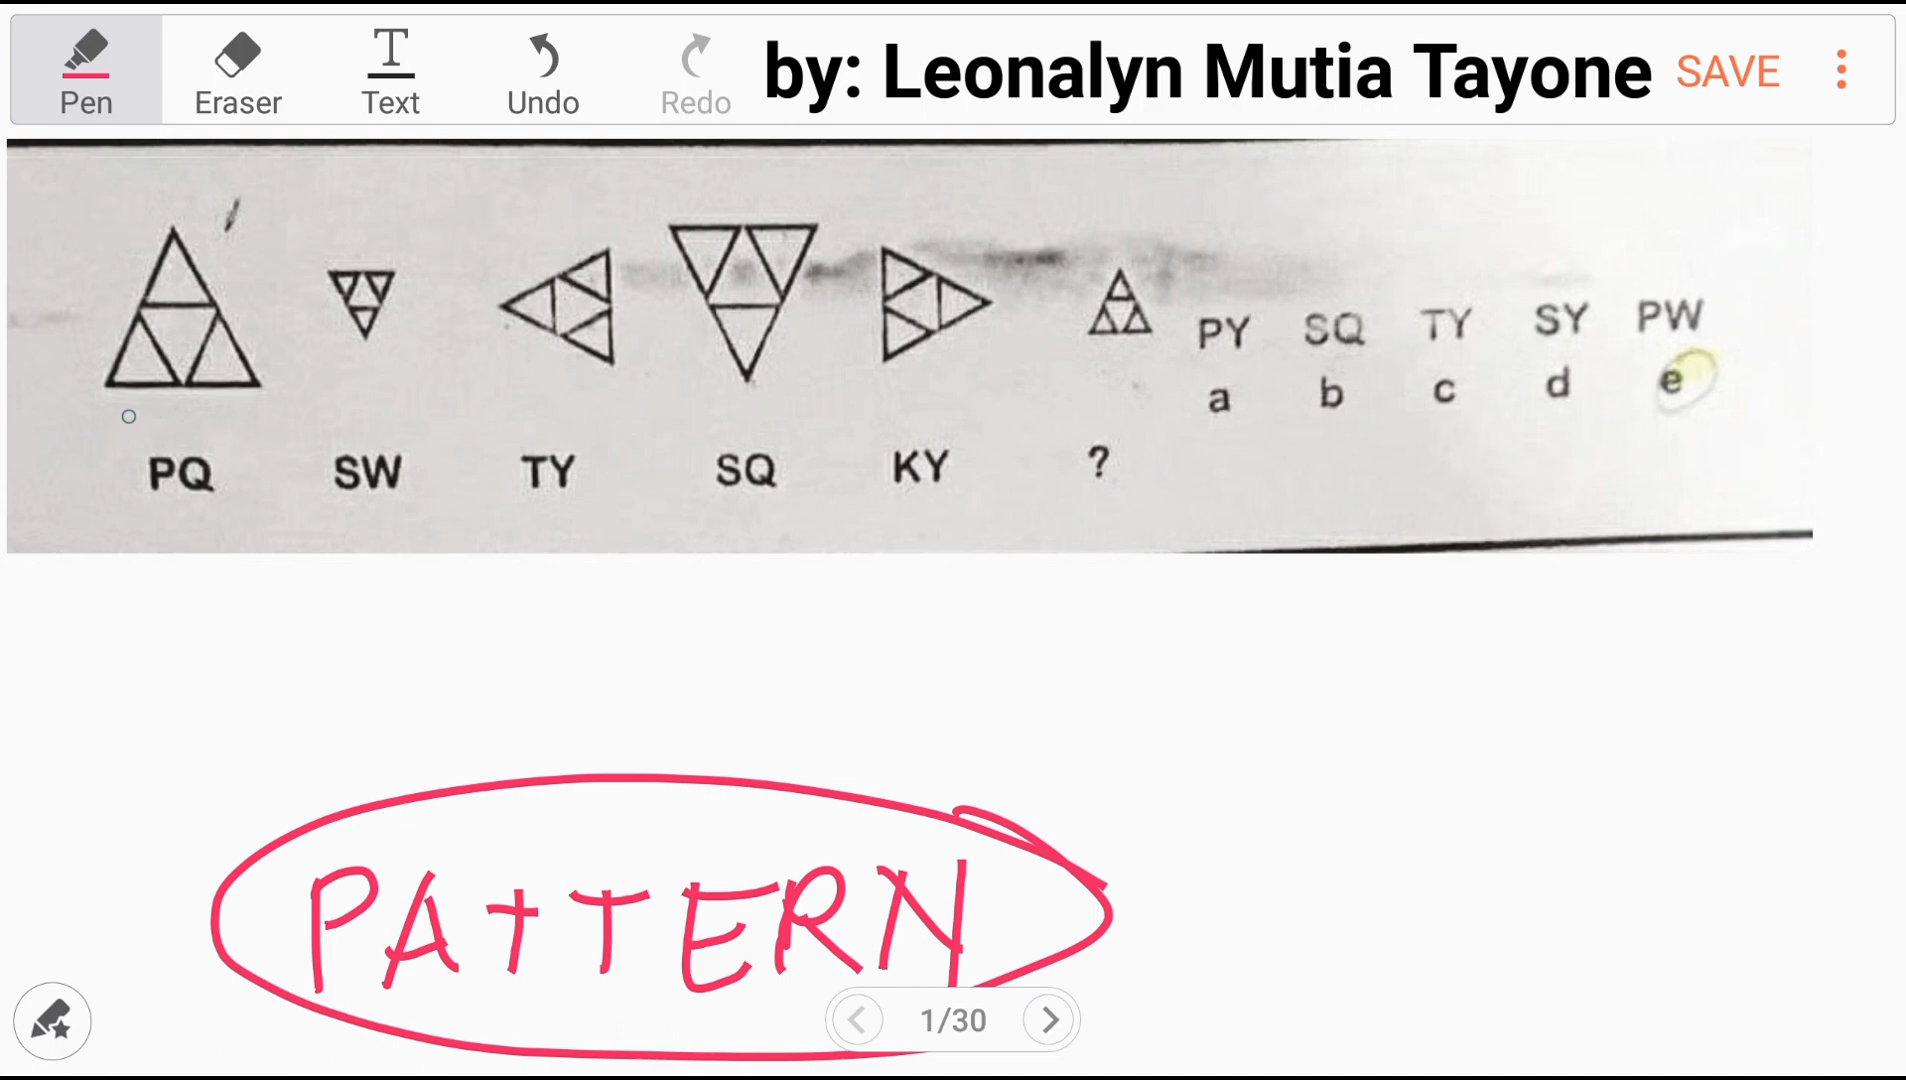 Pen Eraser Text Undo Redo by: Leonalyn Mutia Tayone SAVE
PY SQ TY SY PW
a b c d e
PQ SW TY SQ KY ?
PATTERN
1/30